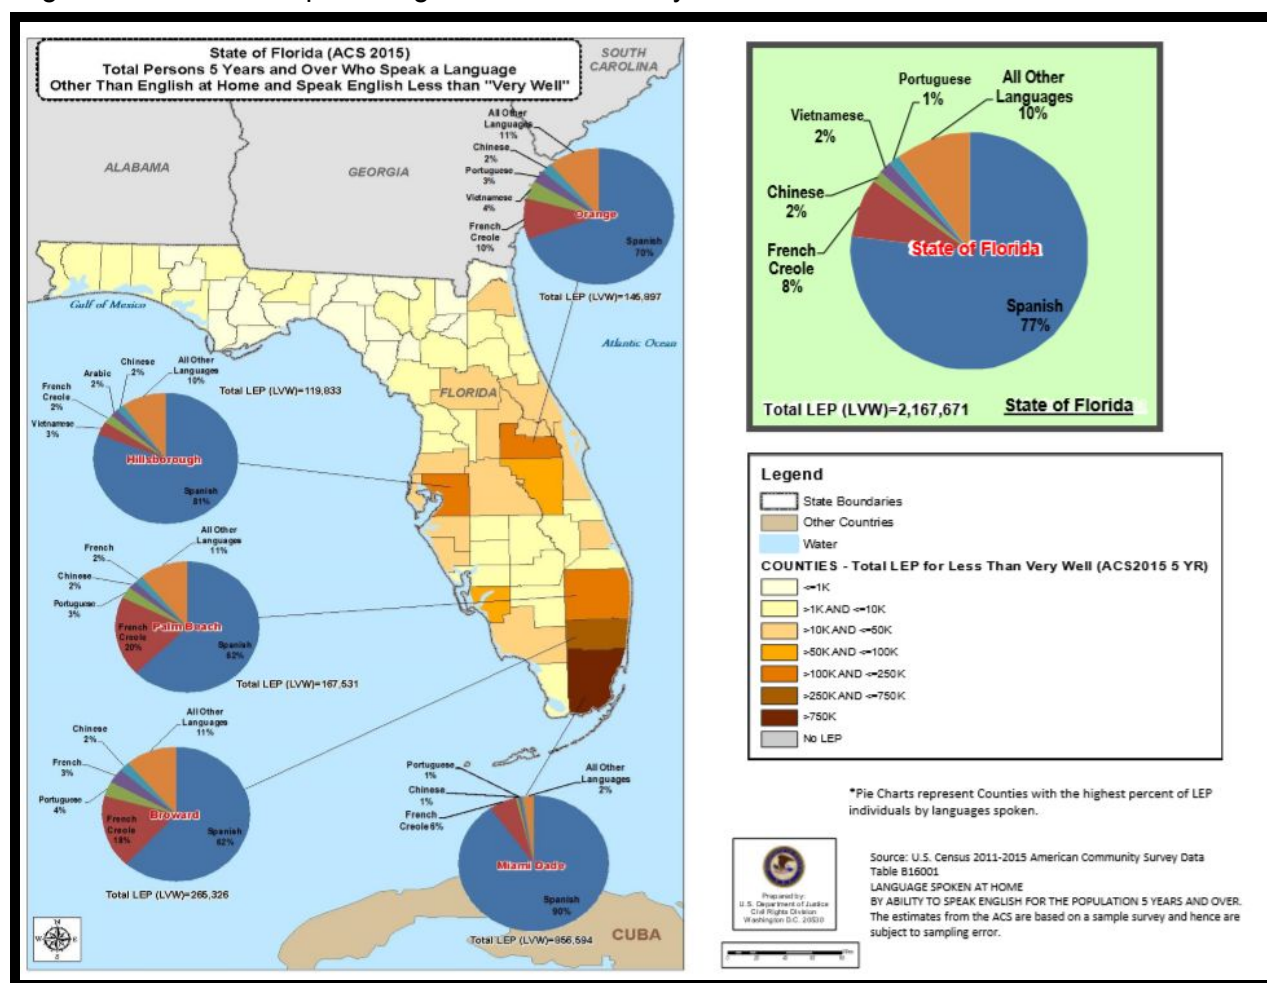 State of Florida (ACS 2015)
Total Persons 5 Years and Over Who Speak a Language
Other Than English at Home and Speak English Less than "Very Well"
SOUTH
CAROLINA
ALABAMA
GEORGIA
Gulf of Mexico
Atlantic Ocean
FLORIDA
CUBA
All Other
Languages
11%
Chinese
2%
Portuguese
3%
Vietnamese
4%
French
Creole
10%
Orange
Spanish
70%
Total LEP (LVW)=145,997
Chinese
2%
All Other
Languages
10%
Arabic
2%
French
Creole
2%
Vietnamese
3%
Total LEP (LVW)=119,833
Hillsborough
Spanish
81%
All Other
Languages
11%
French
2%
Chinese
2%
Portuguese
3%
French
Creole
20%
Palm Beach
Spanish
62%
Total LEP (LVW)=167,531
All Other
Languages
11%
Chinese
2%
French
3%
Portuguese
4%
French
Creole
18%
Broward
Spanish
62%
Total LEP (LVW)=265,326
Portuguese
1%
Chinese
1%
French
Creole 6%
All Other
Languages
2%
Miami Dade
Spanish
90%
Total LEP (LVW)=856,594
N
W E
S
Portuguese
1%
All Other
Languages
10%
Vietnamese
2%
Chinese
2%
French
Creole
8%
State of Florida
Spanish
77%
Total LEP (LVW)=2,167,671
State of Florida
Legend
State Boundaries
Other Countries
Water
COUNTIES - Total LEP for Less Than Very Well (ACS2015 5 YR)
<=1K
>1K AND <=10K
>10K AND <=50K
>50K AND <=100K
>100K AND <=250K
>250K AND <=750K
>750K
No LEP
*Pie Charts represent Counties with the highest percent of LEP
individuals by languages spoken.
Prepared by:
U.S. Department of Justice
Civil Rights Division
Washington D.C. 20530
Source: U.S. Census 2011-2015 American Community Survey Data
Table B16001
LANGUAGE SPOKEN AT HOME
BY ABILITY TO SPEAK ENGLISH FOR THE POPULATION 5 YEARS AND OVER.
The estimates from the ACS are based on a sample survey and hence are
subject to sampling error.